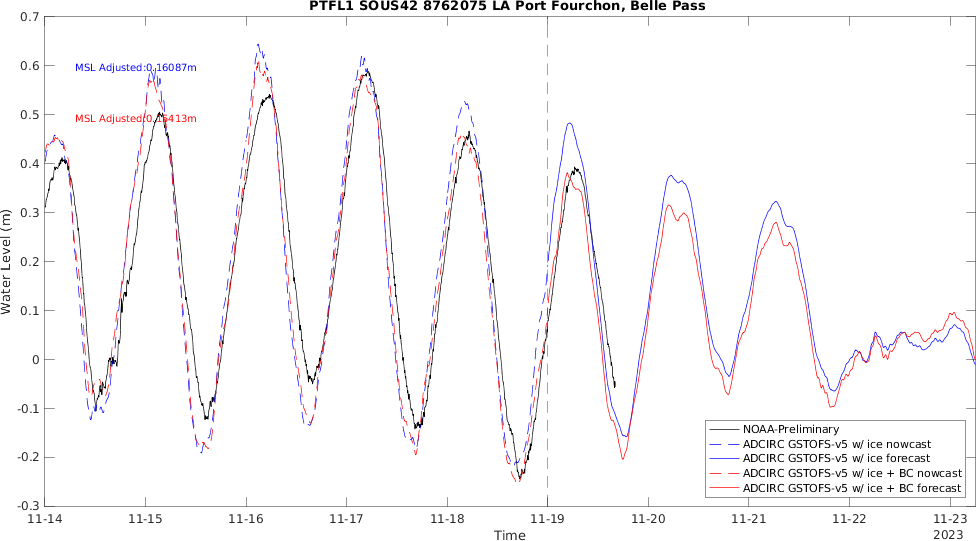 PTFL1 SOUS42 8762075 LA Port Fourchon, Belle Pass
0.7
0.6
0.5
0.4
0.3
0.2
0.1
0
-0.1
-0.2
-0.3
Water Level (m)
MSL Adjusted:0.16087m
MSL Adjusted:0.15413m
NOAA-Preliminary
ADCIRC GSTOFS-v5 w/ ice nowcast
ADCIRC GSTOFS-v5 w/ ice forecast
ADCIRC GSTOFS-v5 w/ ice + BC nowcast
ADCIRC GSTOFS-v5 w/ ice + BC forecast
11-14 11-15 11-16 11-17 11-18 11-19 11-20 11-21 11-22 11-23
2023
Time